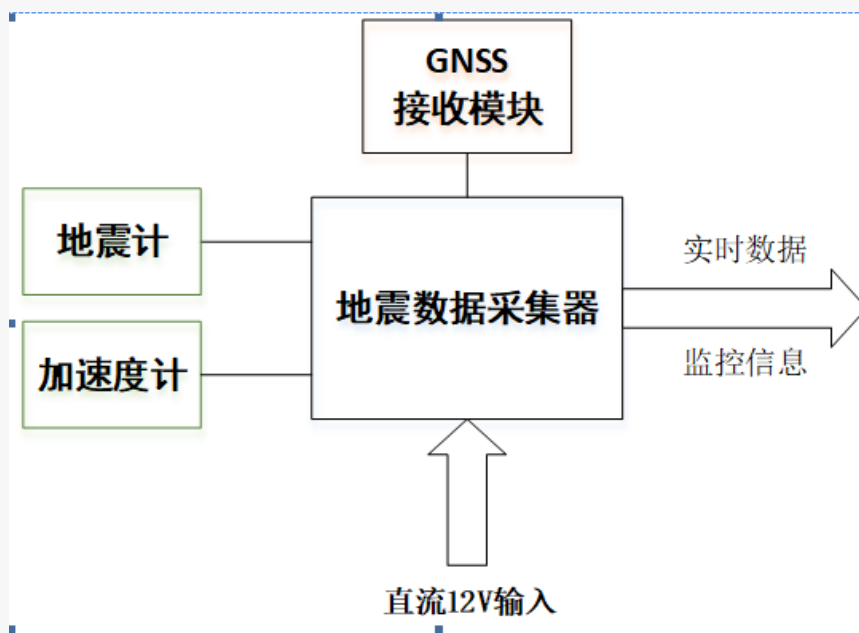 GNSS
接收模块
地震计
实时数据
地震数据采集器
加速度计
监控信息
直流12V输入